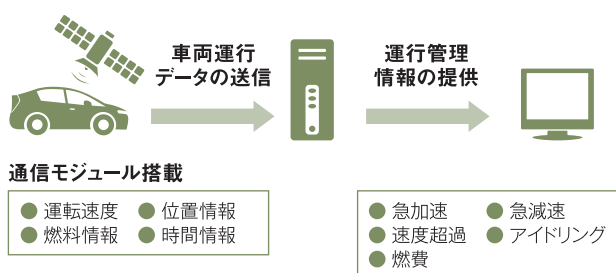 車両運行
データの送信
運行管理
情報の提供
通信モジュール搭載
● 運転速度 ● 位置情報
● 燃料情報 ● 時間情報
● 急加速 ● 急減速
● 速度超過 ● アイドリング
● 燃費